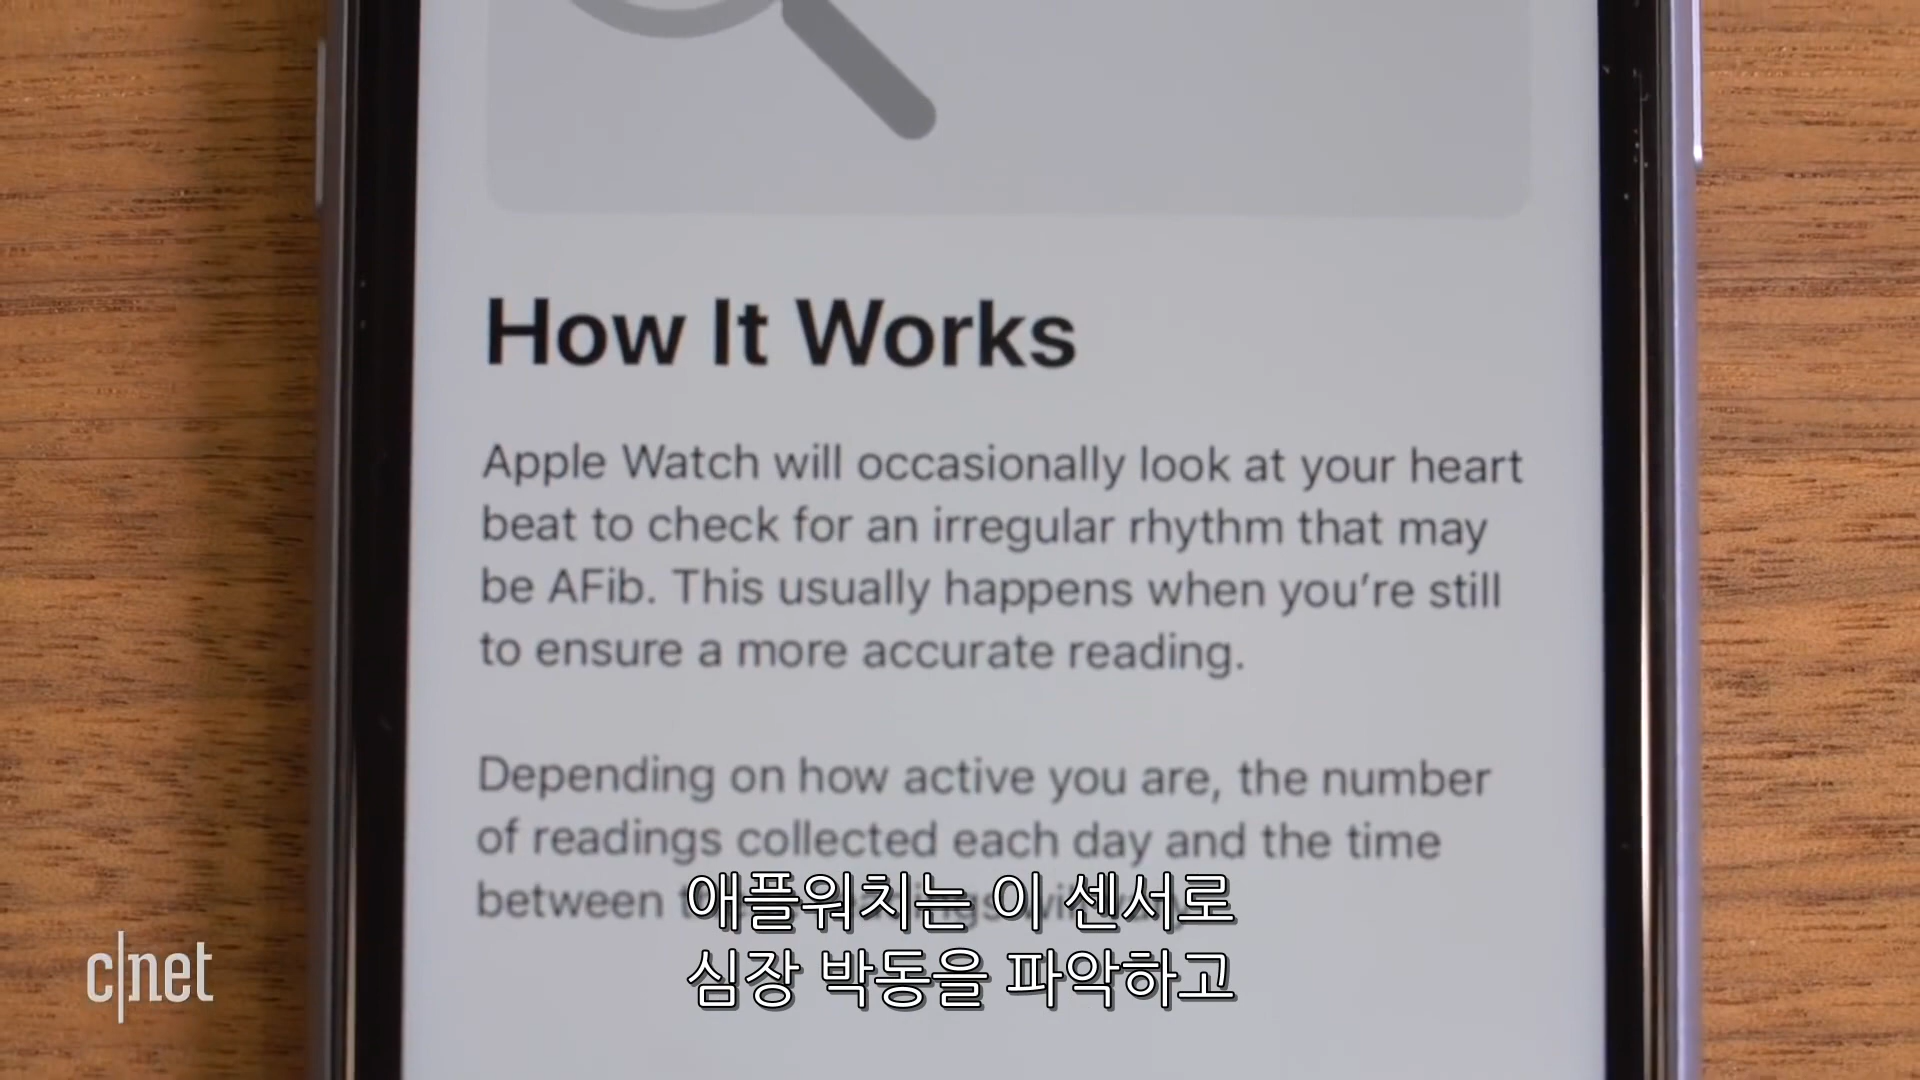 How It Works
Apple Watch will occasionally look at your heart
beat to check for an irregular rhythm that may
be AFib. This usually happens when you're still
to ensure a more accurate reading.
Depending on how active you are, the number
of readings collected each day and the time
between
애플워치는 이 센서로
심장 박동을 파악하고
c|net